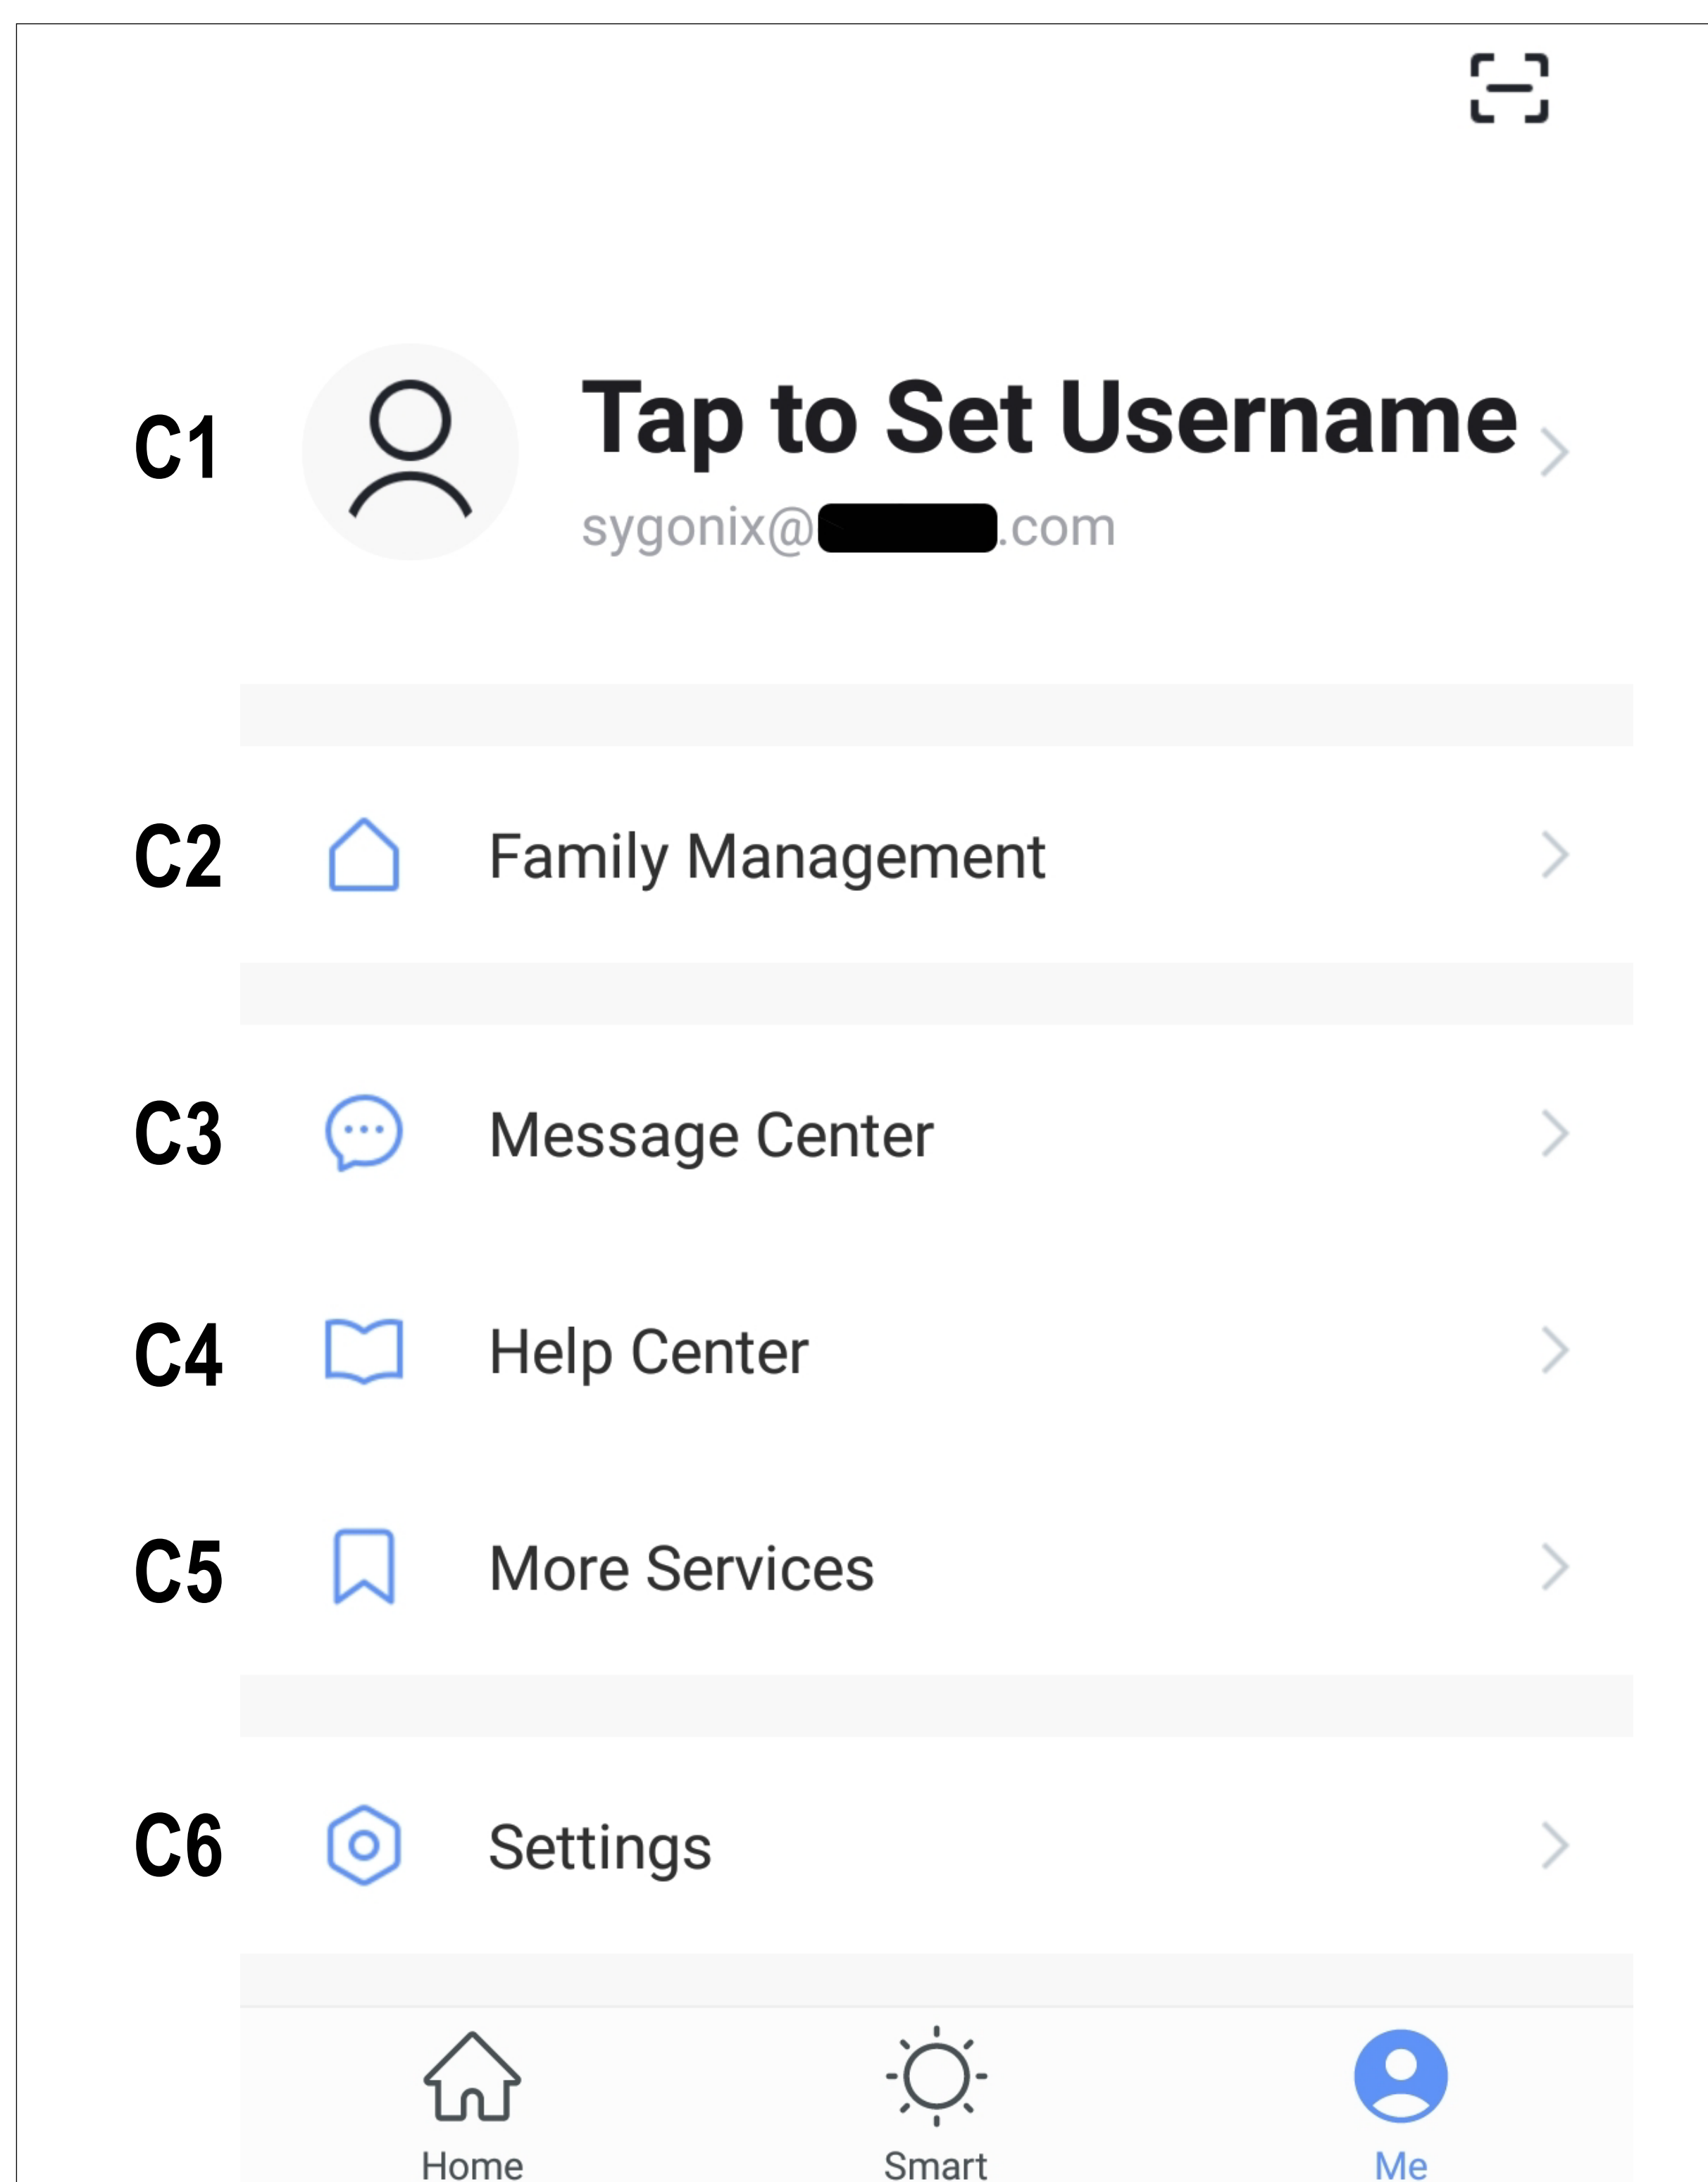 C1 Tap to Set Username
sygonix@ .com
C2 Family Management
C3 Message Center
C4 Help Center
C5 More Services
C6 Settings
Home Smart Me